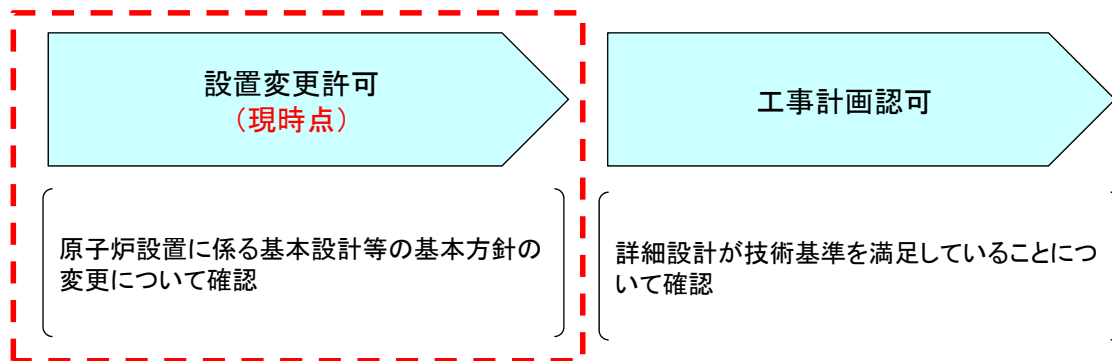 設置変更許可
（現時点）
工事計画認可
原子炉設置に係る基本設計等の基本方針の
変更について確認
詳細設計が技術基準を満足していることにつ
いて確認